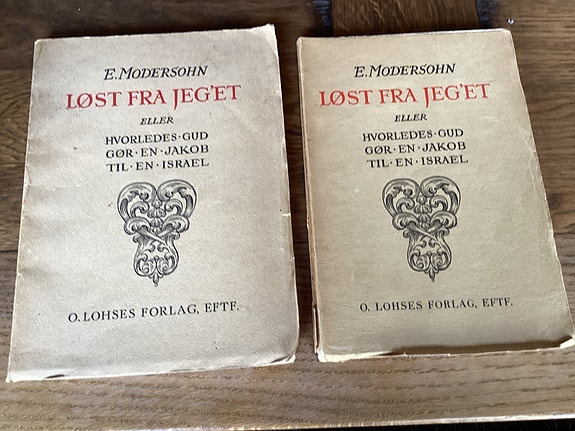 E. MODERSOHN
LØST FRA JEG'ET
ELLER
HVORLEDES·GUD
GØR·EN·JAKOB
TIL·EN·ISRAEL
O. LOHSES FORLAG, EFTF.
E. MODERSOHN
LØST FRA JEG'ET
ELLER
HVORLEDES·GUD
GØR·EN·JAKOB
TIL·EN·ISRAEL
O. LOHSES FORLAG, EFTF.